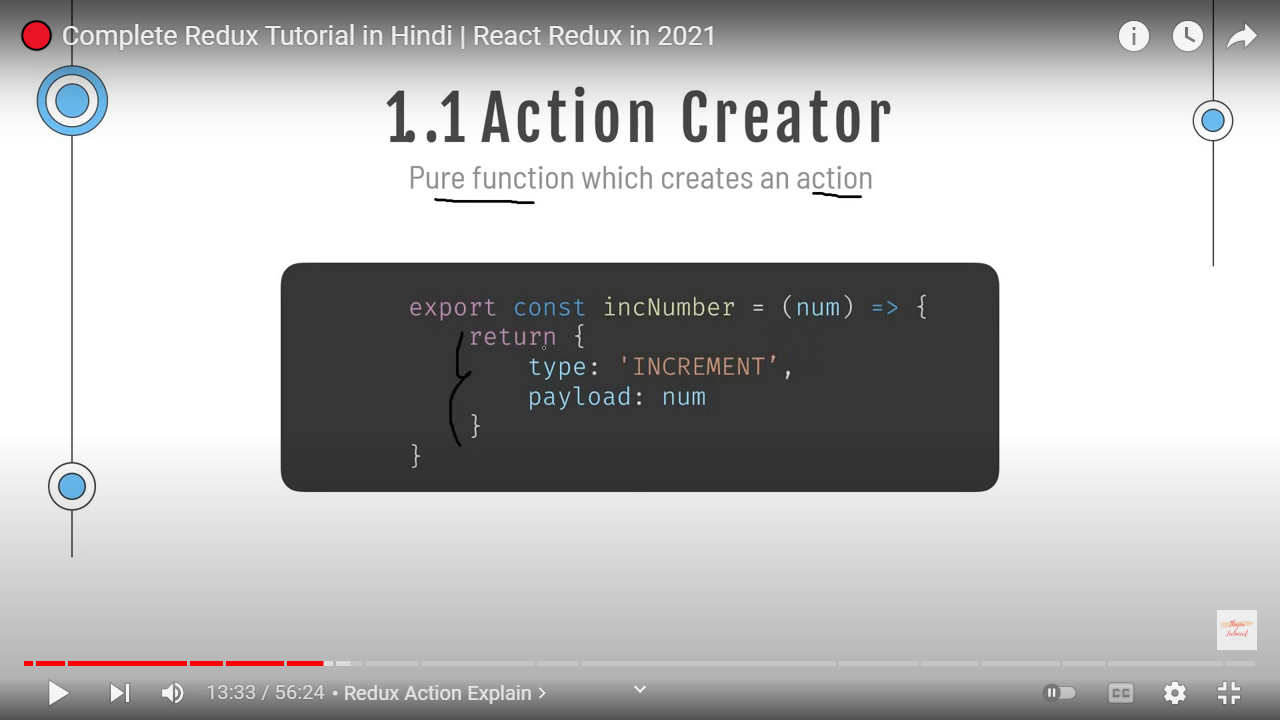 Complete Redux Tutorial in Hindi | React Redux in 2021
1.1 Action Creator
Pure function which creates an action
export const incNumber = (num) => {
return {
type: 'INCREMENT’,
payload: num
}
}
13:33 / 56:24 • Redux Action Explain
CC